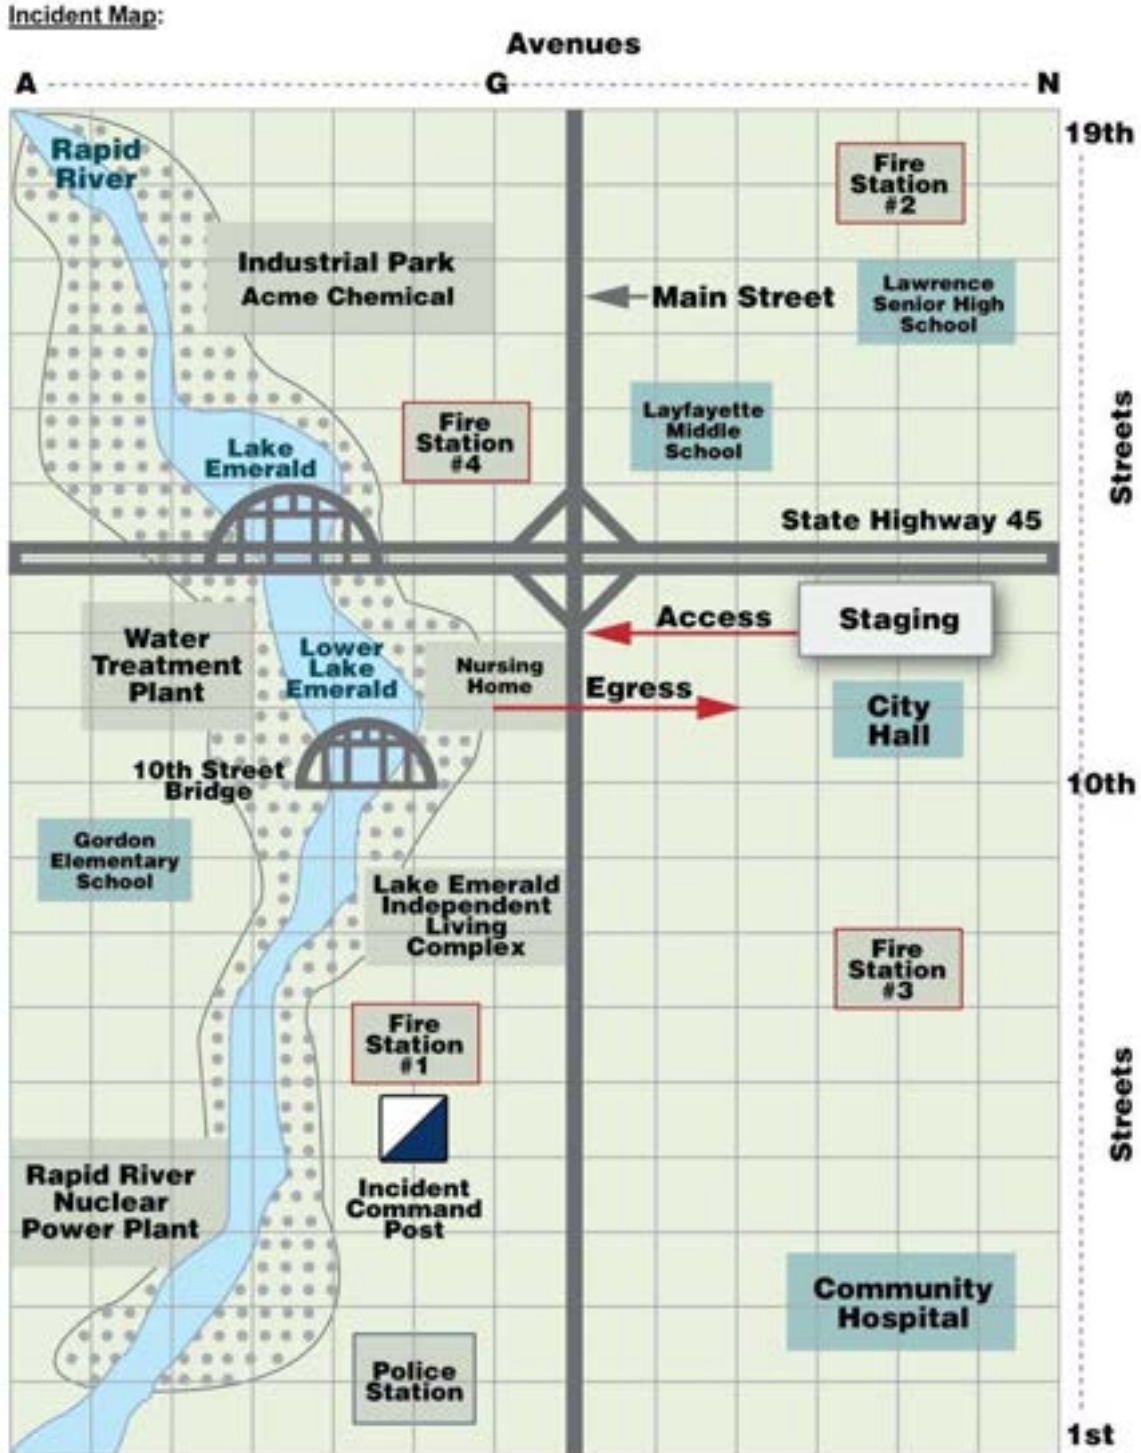 Incident Map:
Avenues
A
G
N
19th
Rapid
River
Fire
Station
#2
Industrial Park
Acme Chemical
Main Street
Lawrence
Senior High
School
Layfayette
Middle
School
Fire
Station
#4
Lake
Emerald
Streets
State Highway 45
Access
Staging
Water
Treatment
Plant
Lower
Lake
Emerald
Nursing
Home
Egress
City
Hall
10th Street
Bridge
10th
Gordon
Elementary
School
Lake Emerald
Independent
Living
Complex
Fire
Station
#3
Fire
Station
#1
Streets
Rapid River
Nuclear
Power Plant
Incident
Command
Post
Community
Hospital
Police
Station
1st